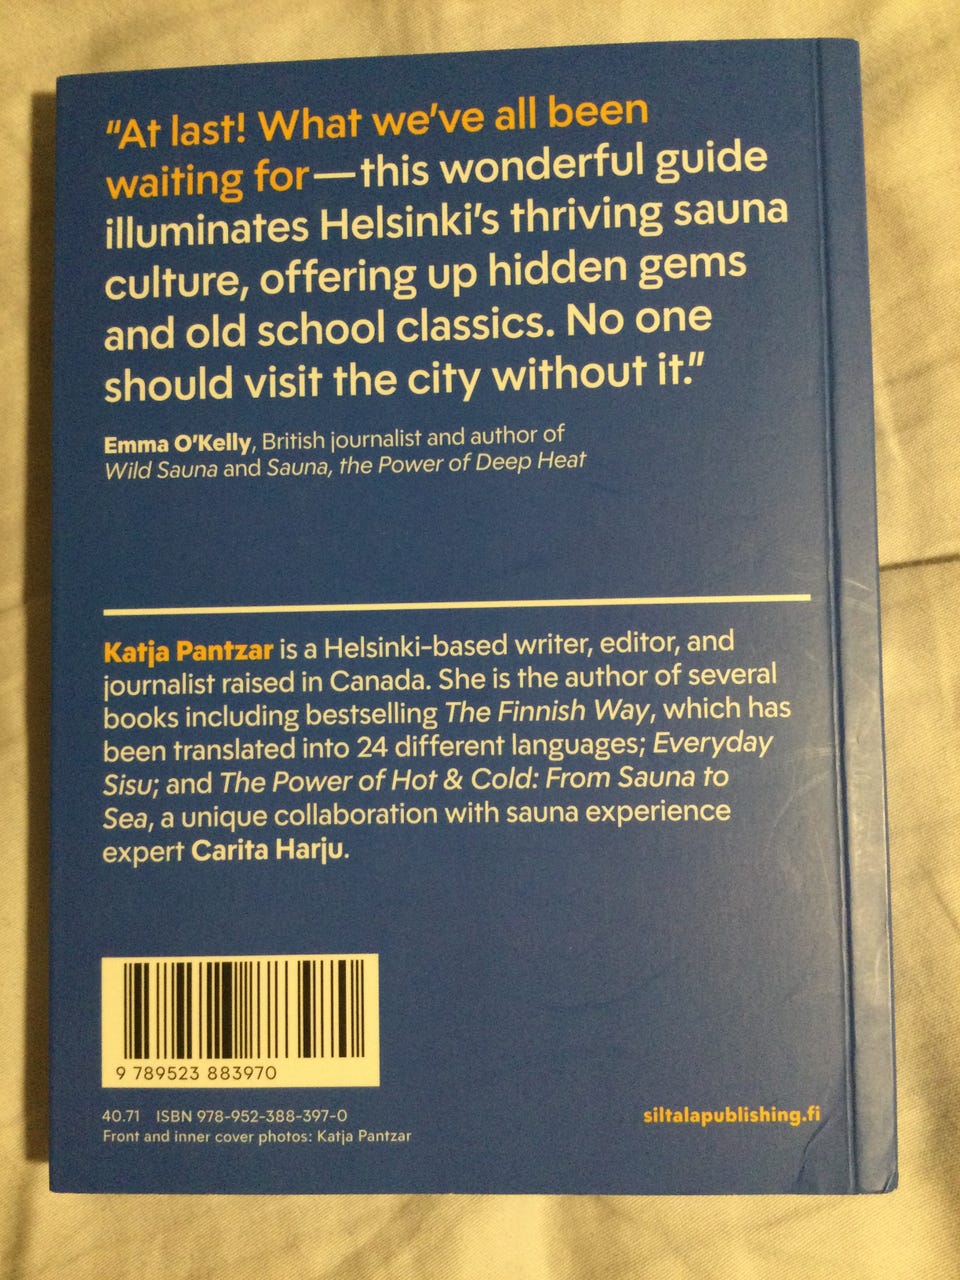 “At last! What we’ve all been
waiting for—this wonderful guide
illuminates Helsinki’s thriving sauna
culture, offering up hidden gems
and old school classics. No one
should visit the city without it.”
Emma O’Kelly, British journalist and author of
Wild Sauna and Sauna, the Power of Deep Heat
Katja Pantzar is a Helsinki-based writer, editor, and
journalist raised in Canada. She is the author of several
books including bestselling The Finnish Way, which has
been translated into 24 different languages; Everyday
Sisu; and The Power of Hot & Cold: From Sauna to
Sea, a unique collaboration with sauna experience
expert Carita Harju.
9 789523 883970
40.71 ISBN 978-952-388-397-0
Front and inner cover photos: Katja Pantzar
siltalapublishing.fi